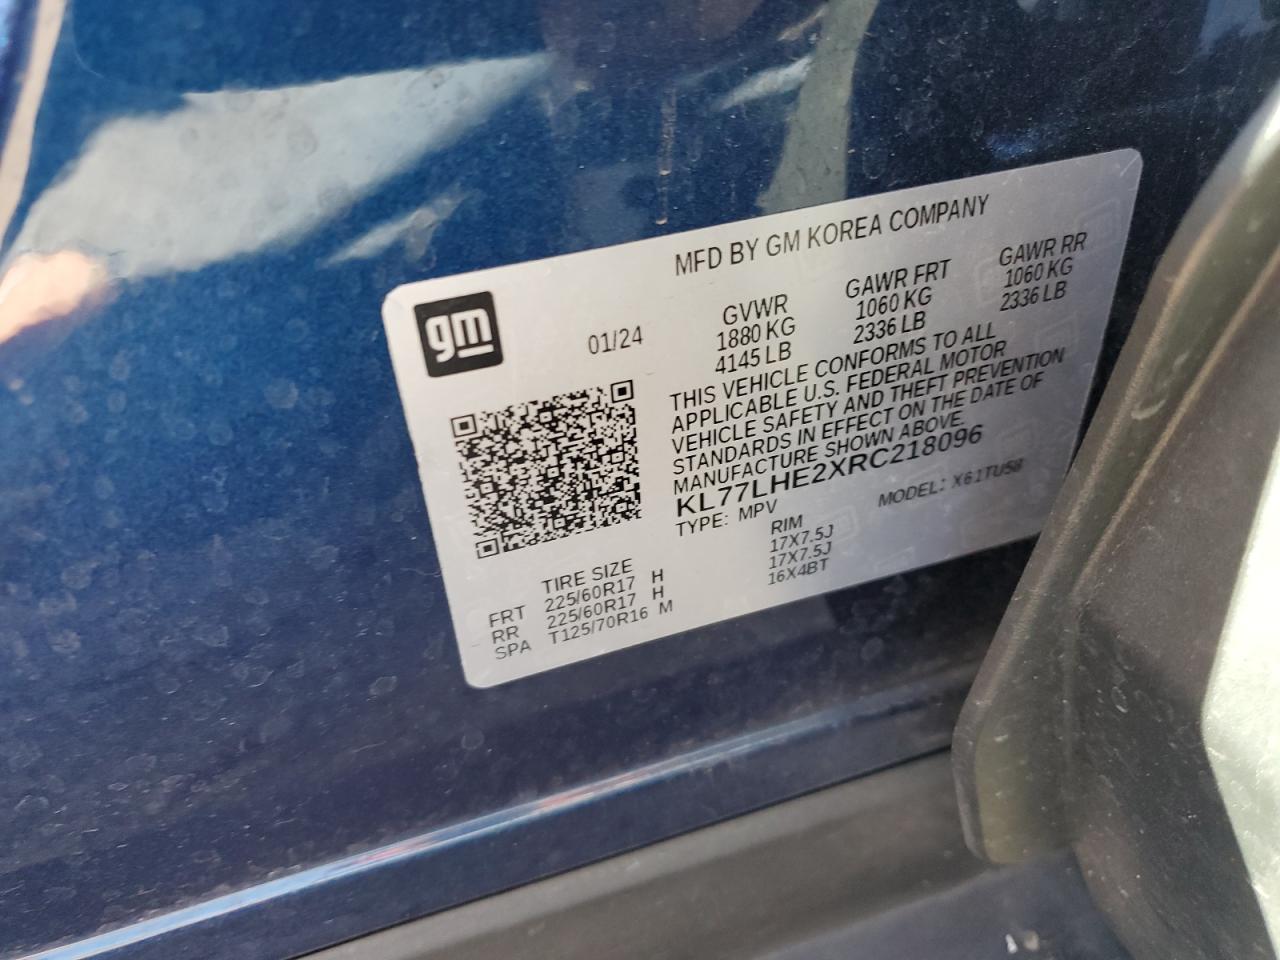 MFD BY GM KOREA COMPANY
gm
01/24
GVWR GAWR FRT GAWR RR
1880 KG 1060 KG 1060 KG
4145 LB 2336 LB 2336 LB
THIS VEHICLE CONFORMS TO ALL
APPLICABLE U.S. FEDERAL MOTOR
VEHICLE SAFETY AND THEFT PREVENTION
STANDARDS IN EFFECT ON THE DATE OF
MANUFACTURE SHOWN ABOVE.
KL77LHE2XRC218096
TYPE: MPV MODEL: X61TU58
TIRE SIZE RIM
FRT 225/60R17 H 17X7.5J
RR 225/60R17 H 17X7.5J
SPA T125/70R16 M 16X4BT